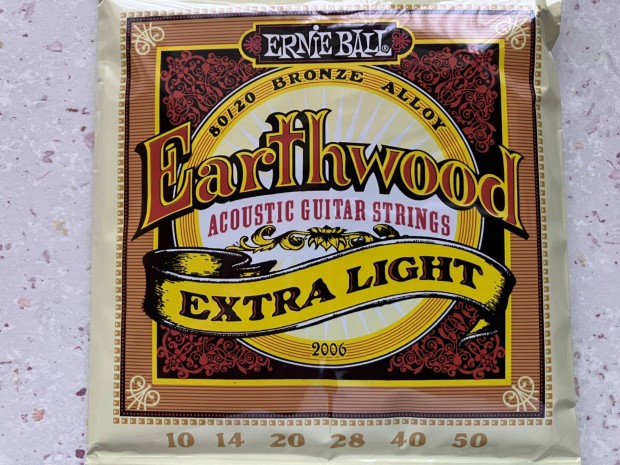 ERNIE BALL®
80/20 BRONZE ALLOY
Earthwood
ACOUSTIC GUITAR STRINGS
EXTRA LIGHT
2006
10 14 20 28 40 50